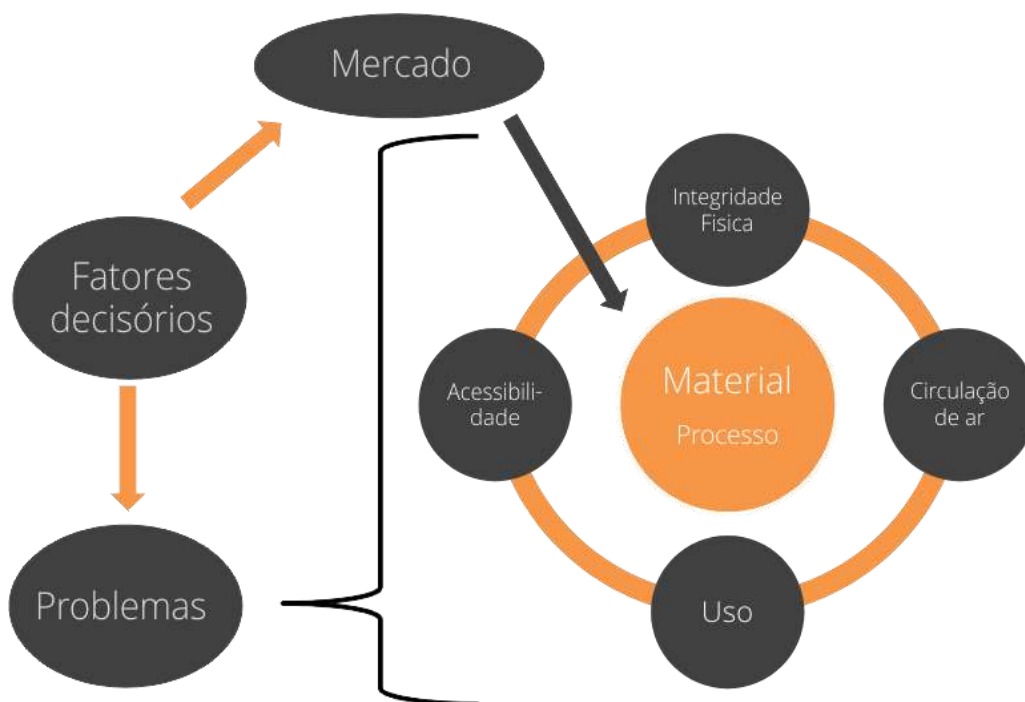 Mercado
Fatores
decisórios
Problemas
Integridade
Fisica
Acessibili-
dade
Material
Processo
Circulação
de ar
Uso